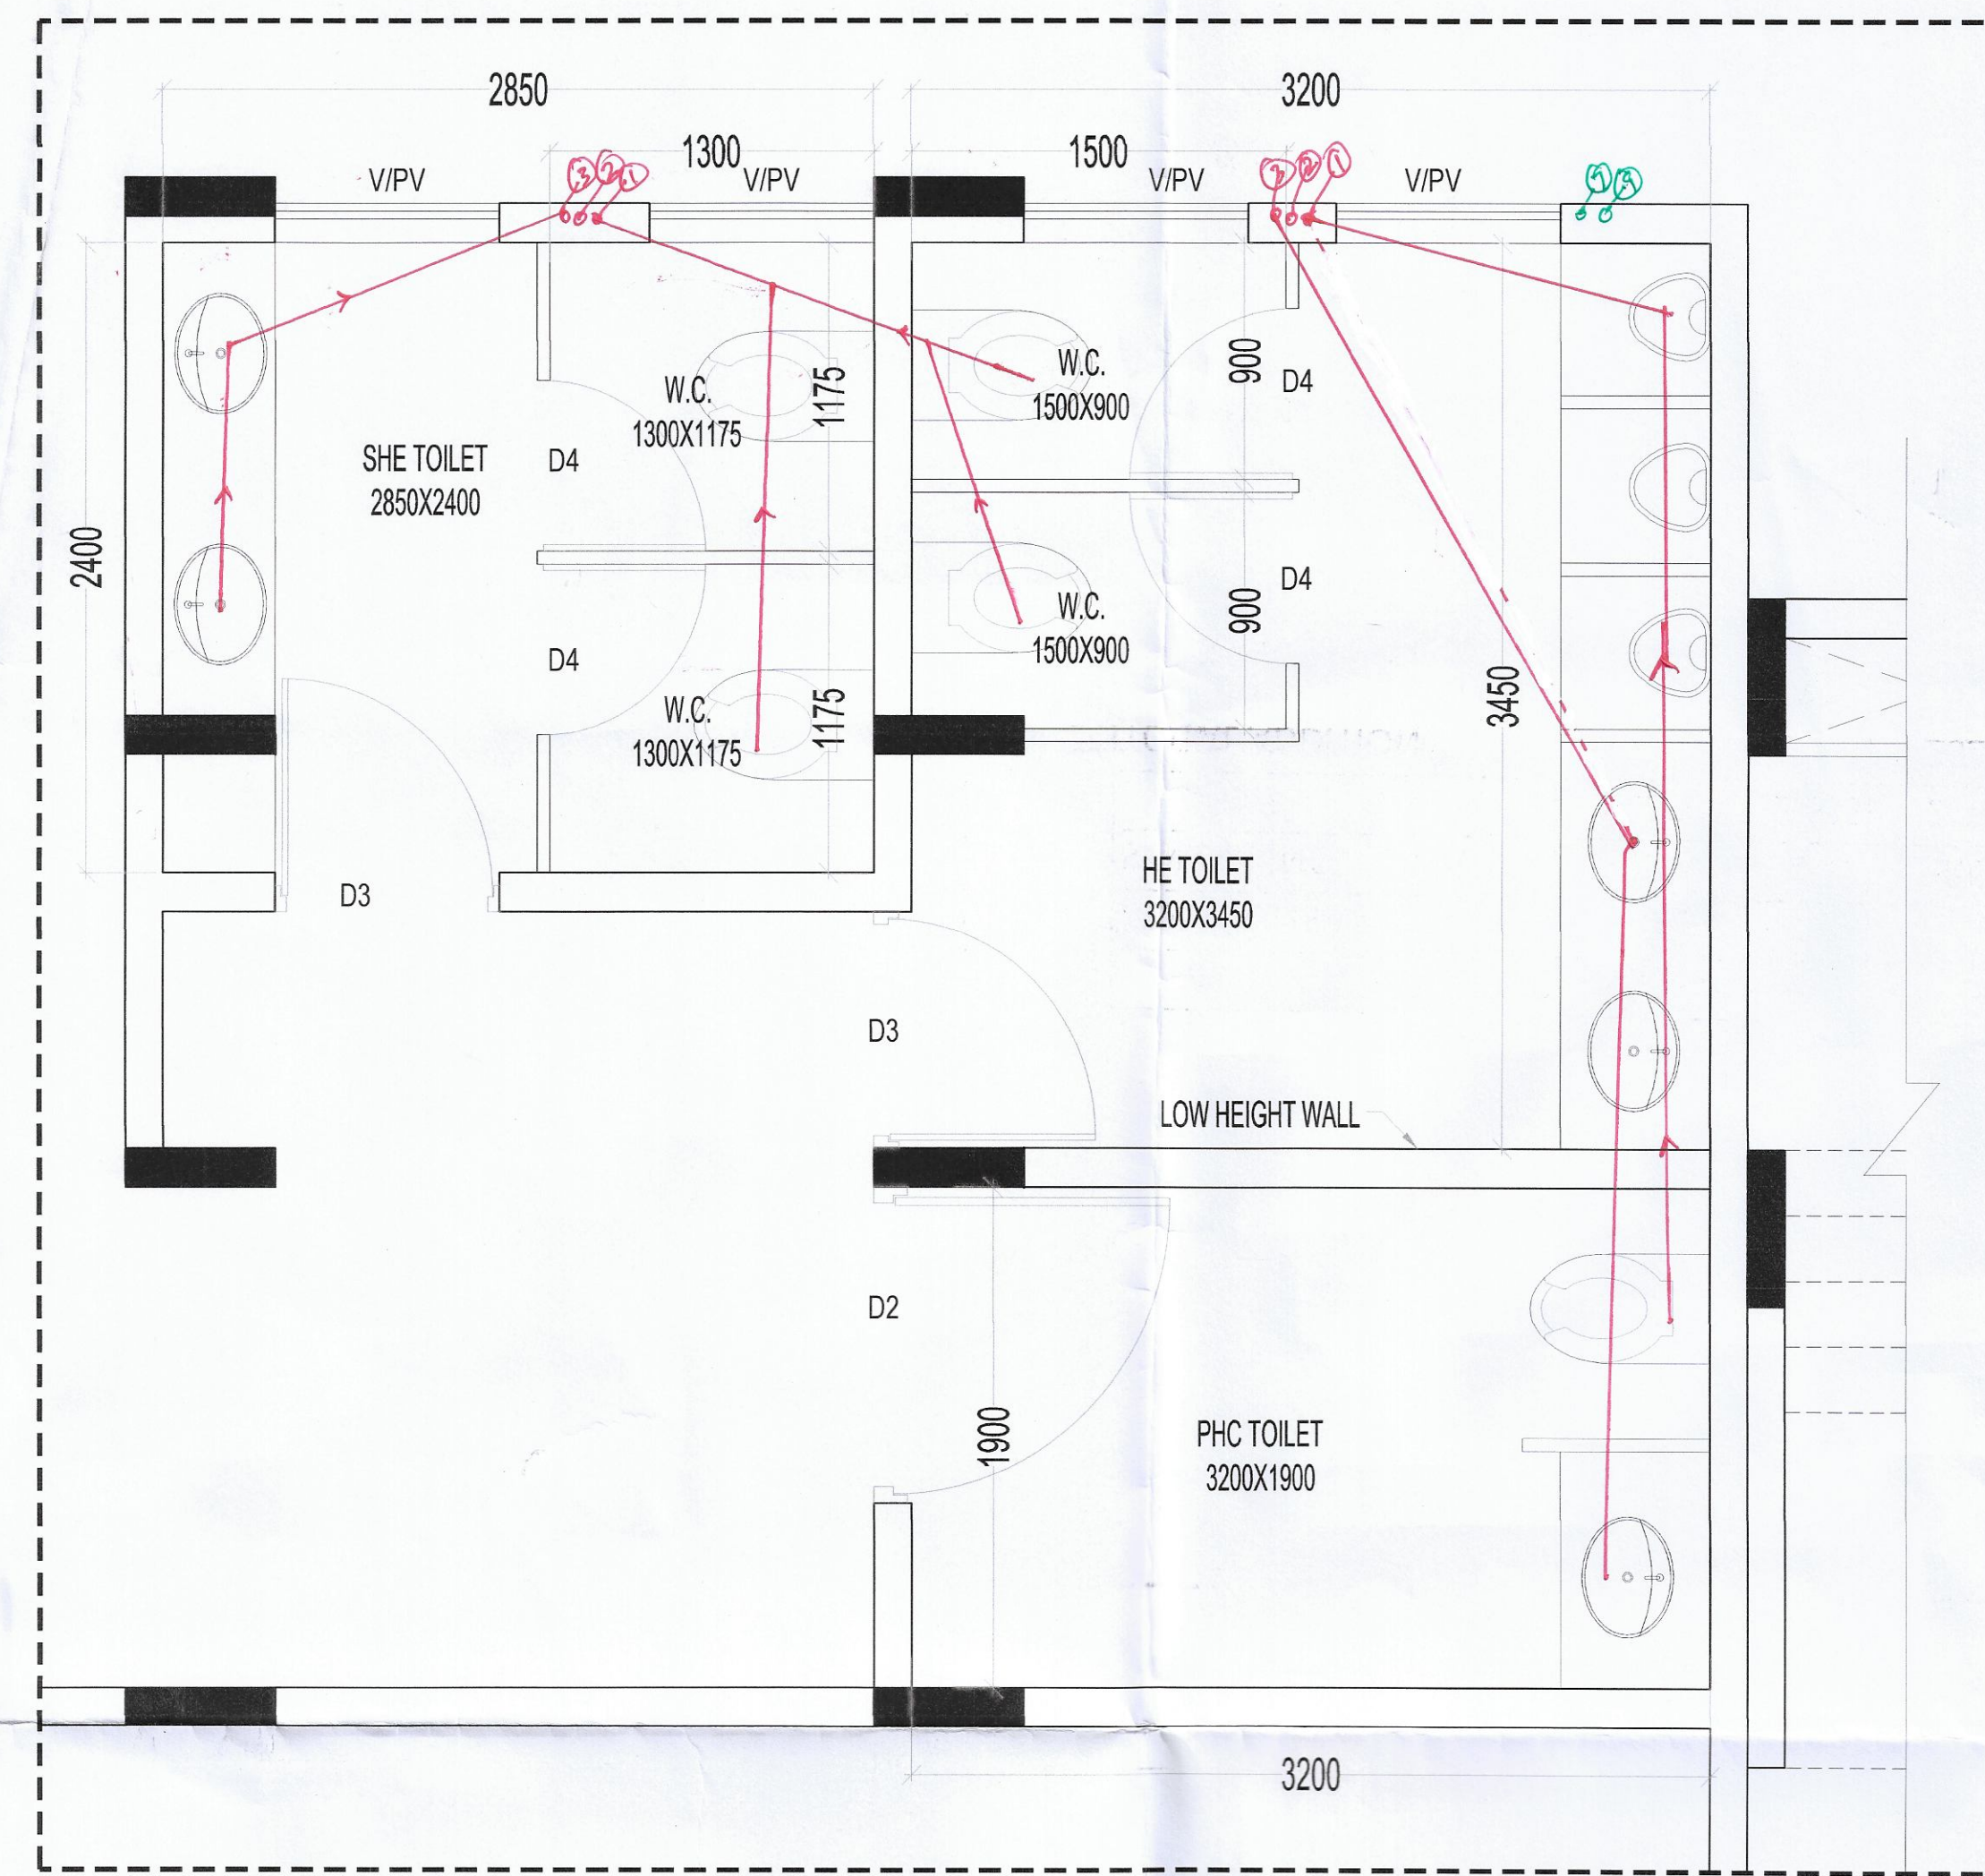 2850
3200
1300
1500
V/PV
3
2
1
V/PV
V/PV
3
2
1
V/PV
W.C.
1300X1175
1175
W.C.
1500X900
900
D4
SHE TOILET
2850X2400
D4
2400
D4
900
W.C.
1500X900
D4
W.C.
1300X1175
1175
3450
D3
HE TOILET
3200X3450
D3
LOW HEIGHT WALL
D2
1900
PHC TOILET
3200X1900
3200